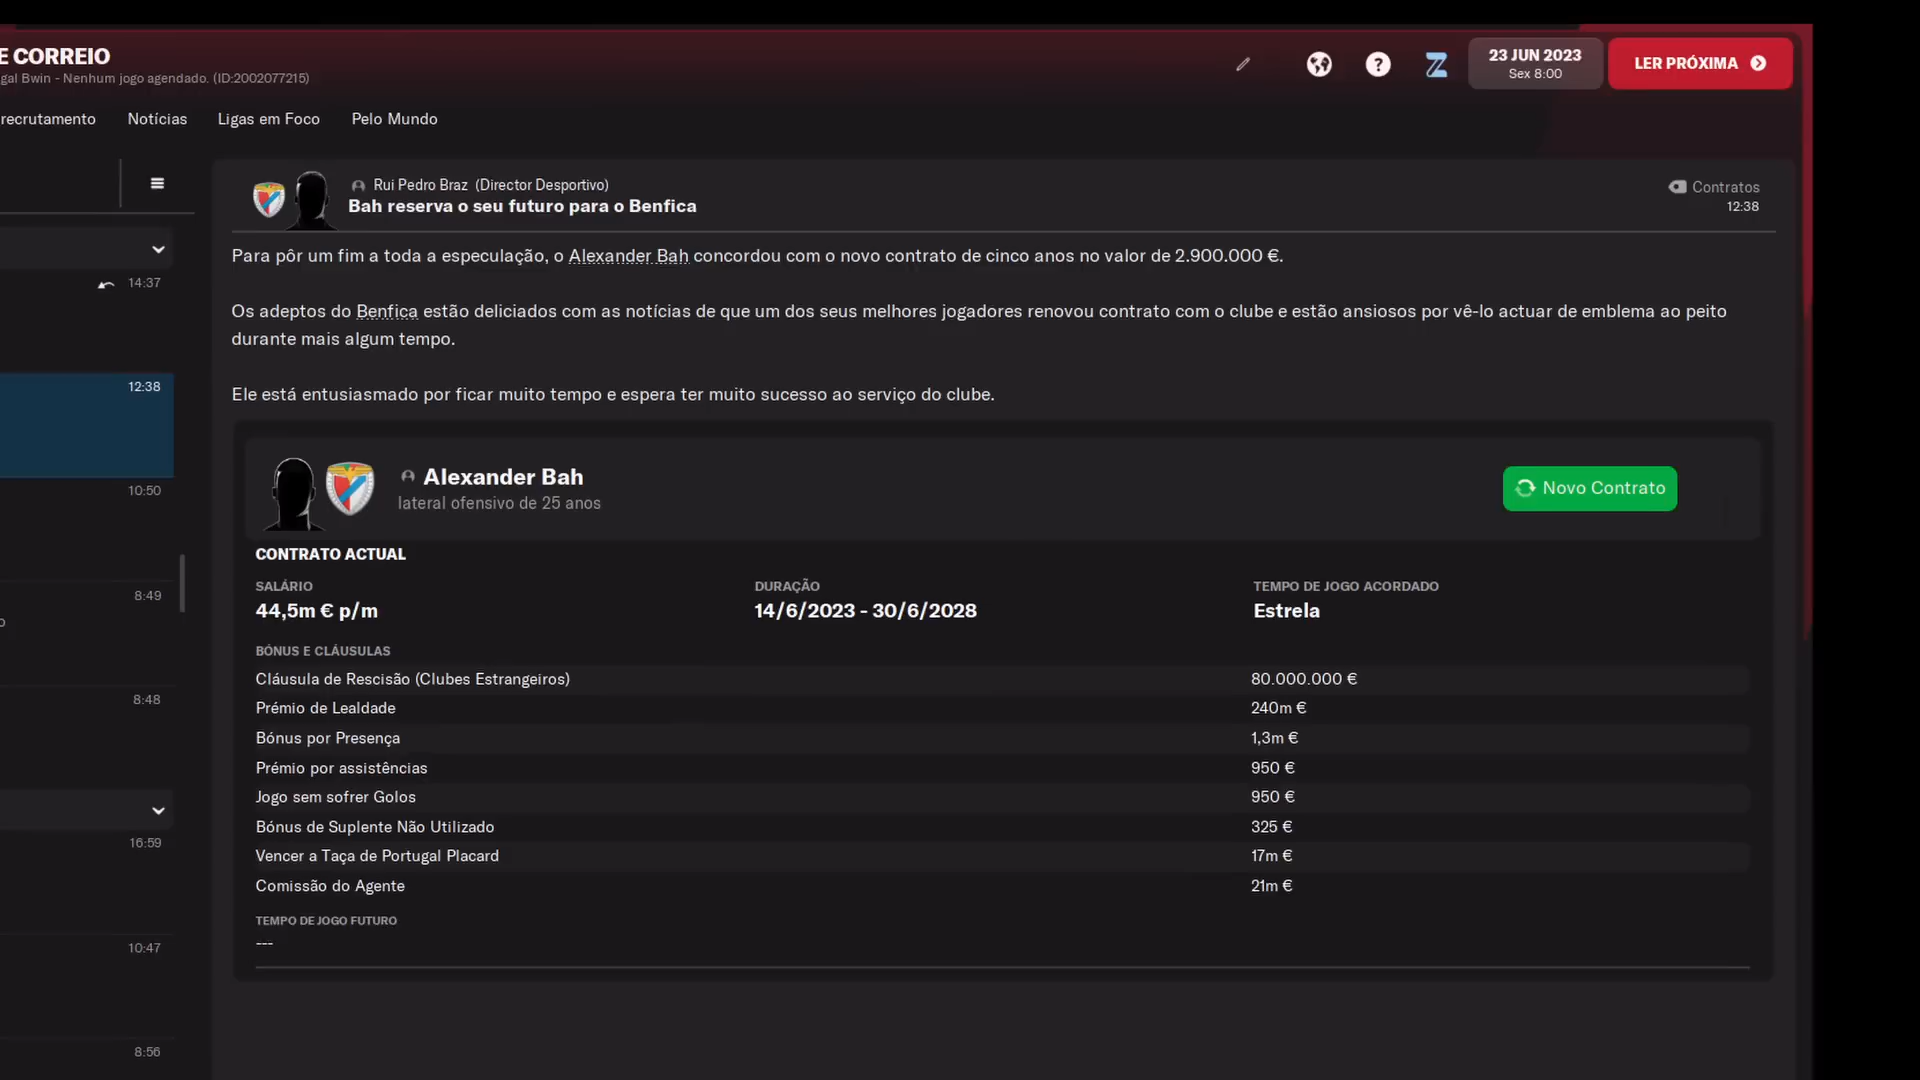 E CORREIO
gal Bwin - Nenhum jogo agendado. (ID:2002077215)
23 JUN 2023
Sex 8:00
LER PRÓXIMA
recrutamento Notícias Ligas em Foco Pelo Mundo
Rui Pedro Braz (Director Desportivo)
Bah reserva o seu futuro para o Benfica
Contratos
12:38
Para pôr um fim a toda a especulação, o Alexander Bah concordou com o novo contrato de cinco anos no valor de 2.900.000 €.
14:37
Os adeptos do Benfica estão deliciados com as notícias de que um dos seus melhores jogadores renovou contrato com o clube e estão ansiosos por vê-lo actuar de emblema ao peito
durante mais algum tempo.
12:38
Ele está entusiasmado por ficar muito tempo e espera ter muito sucesso ao serviço do clube.
Alexander Bah
lateral ofensivo de 25 anos
Novo Contrato
10:50
CONTRATO ACTUAL
SALÁRIO DURAÇÃO TEMPO DE JOGO ACORDADO
44,5m € p/m 14/6/2023 - 30/6/2028 Estrela
8:49
o
BÓNUS E CLÁUSULAS
Cláusula de Rescisão (Clubes Estrangeiros) 80.000.000 €
8:48
Prémio de Lealdade 240m €
Bónus por Presença 1,3m €
Prémio por assistências 950 €
Jogo sem sofrer Golos 950 €
Bónus de Suplente Não Utilizado 325 €
16:59
Vencer a Taça de Portugal Placard 17m €
Comissão do Agente 21m €
TEMPO DE JOGO FUTURO
---
10:47
8:56